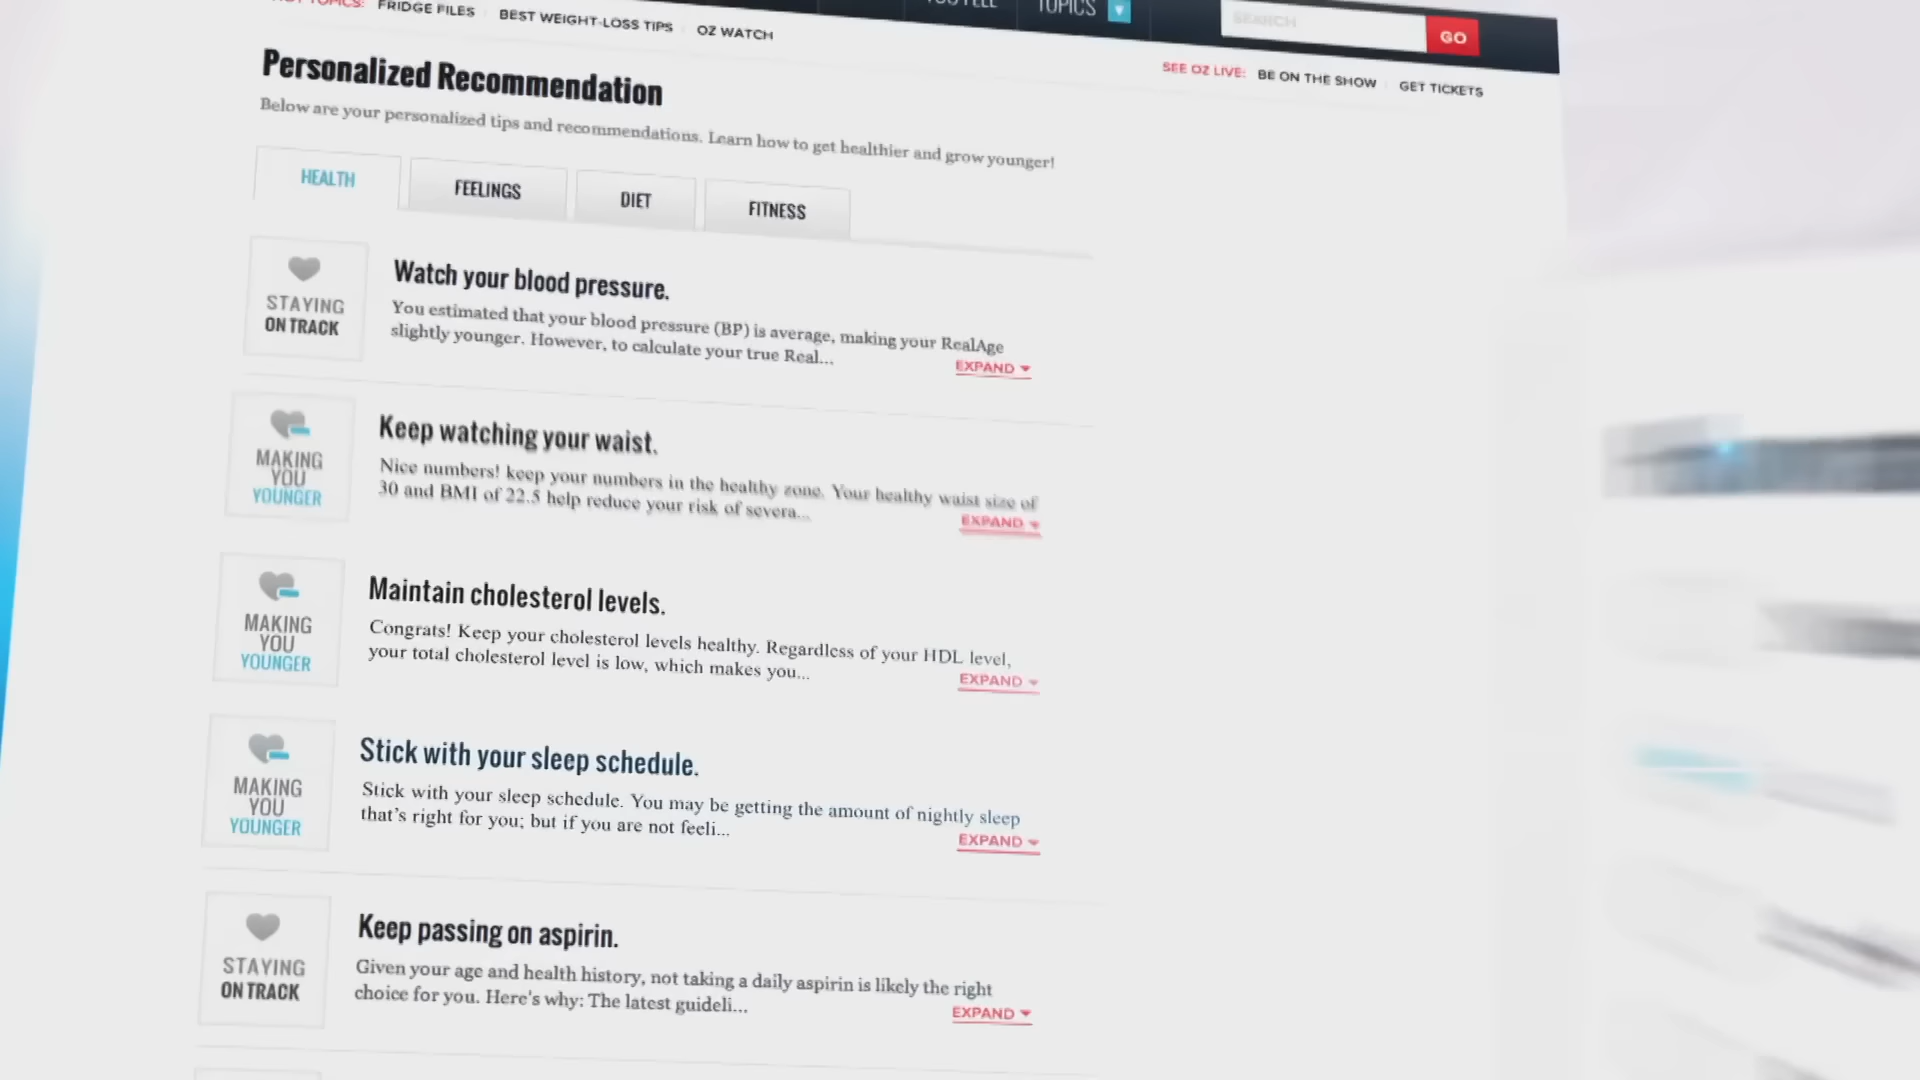 TOPICS
SEARCH
GO
TOPICS: FRIDGE FILES BEST WEIGHT-LOSS TIPS OZ WATCH
SEE OZ LIVE: BE ON THE SHOW GET TICKETS
Personalized Recommendation
Below are your personalized tips and recommendations. Learn how to get healthier and grow younger!
HEALTH
FEELINGS
DIET
FITNESS
STAYING
ON TRACK
Watch your blood pressure.
You estimated that your blood pressure (BP) is average, making your RealAge
slightly younger. However, to calculate your true Real...
EXPAND
MAKING
YOU
YOUNGER
Keep watching your waist.
Nice numbers! keep your numbers in the healthy zone. Your healthy waist size of
30 and BMI of 22.5 help reduce your risk of severa...
EXPAND
MAKING
YOU
YOUNGER
Maintain cholesterol levels.
Congrats! Keep your cholesterol levels healthy. Regardless of your HDL level,
your total cholesterol level is low, which makes you...
EXPAND
MAKING
YOU
YOUNGER
Stick with your sleep schedule.
Stick with your sleep schedule. You may be getting the amount of nightly sleep
that's right for you; but if you are not feeli...
EXPAND
STAYING
ON TRACK
Keep passing on aspirin.
Given your age and health history, not taking a daily aspirin is likely the right
choice for you. Here's why: The latest guideli...
EXPAND